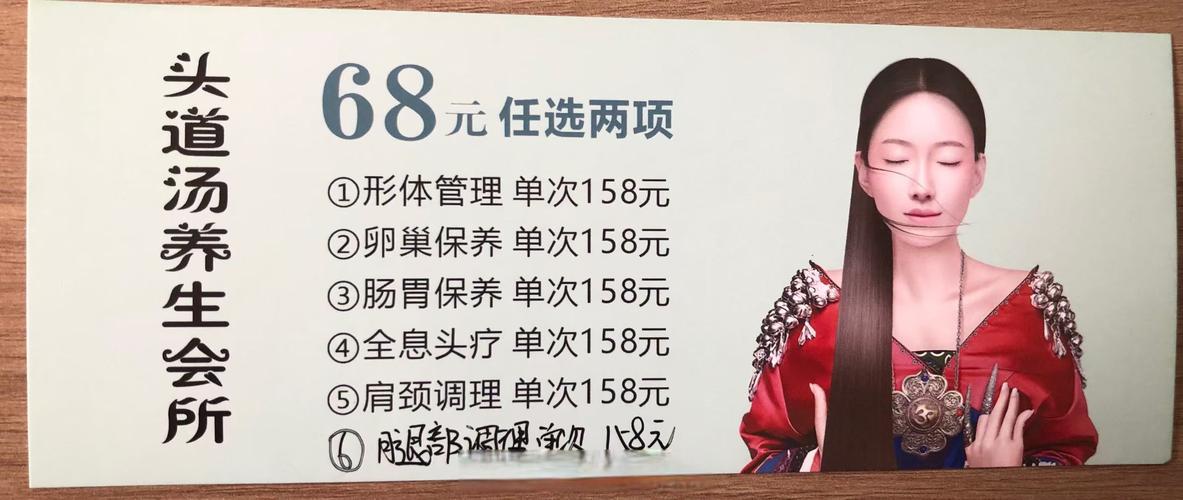 头道汤养生会所
68元 任选两项
①形体管理 单次158元
②卵巢保养 单次158元
③肠胃保养 单次158元
④全息头疗 单次158元
⑤肩颈调理 单次158元
⑥ 腿部调理单次 158元